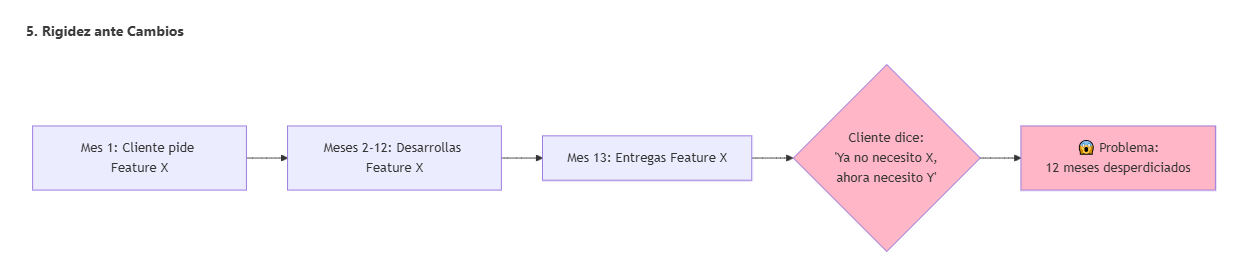 5. Rigidez ante Cambios
Mes 1: Cliente pide
Feature X
Meses 2-12: Desarrollas
Feature X
Mes 13: Entregas Feature X
Cliente dice:
'Ya no necesito X,
ahora necesito Y'
😱 Problema:
12 meses desperdiciados